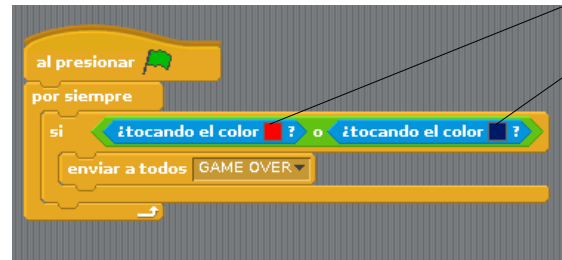 al presionar
por siempre
si ¿tocando el color ? o ¿tocando el color ?
enviar a todos GAME OVER